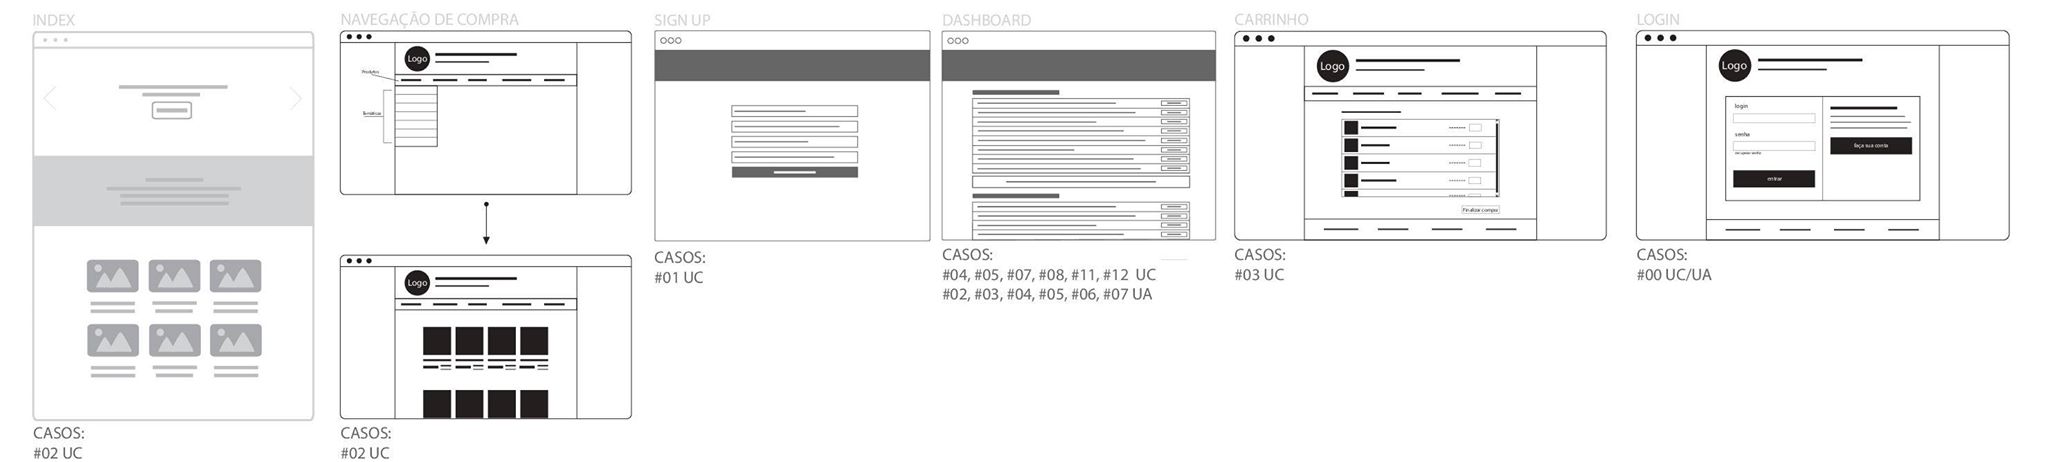 INDEX
CASOS:
#02 UC
NAVEGAÇÃO DE COMPRA
Logo
Produtos
Temáticas
Logo
CASOS:
#02 UC
SIGN UP
CASOS:
#01 UC
DASHBOARD
CASOS:
#04, #05, #07, #08, #11, #12 UC
#02, #03, #04, #05, #06, #07 UA
CARRINHO
Logo
Finalizar compra
CASOS:
#03 UC
LOGIN
Logo
login
senha
recuperar senha
entrar
faça sua conta
CASOS:
#00 UC/UA